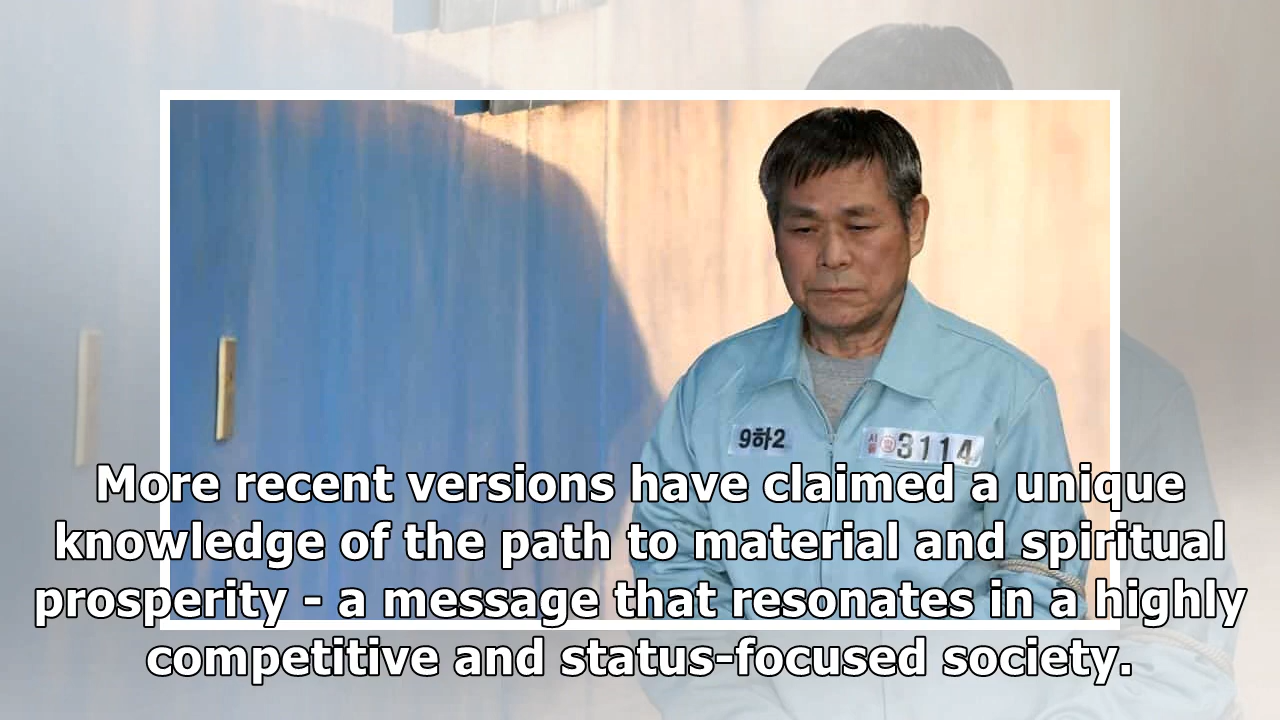 9하2
3114
More recent versions have claimed a unique
knowledge of the path to material and spiritual
prosperity - a message that resonates in a highly
competitive and status-focused society.